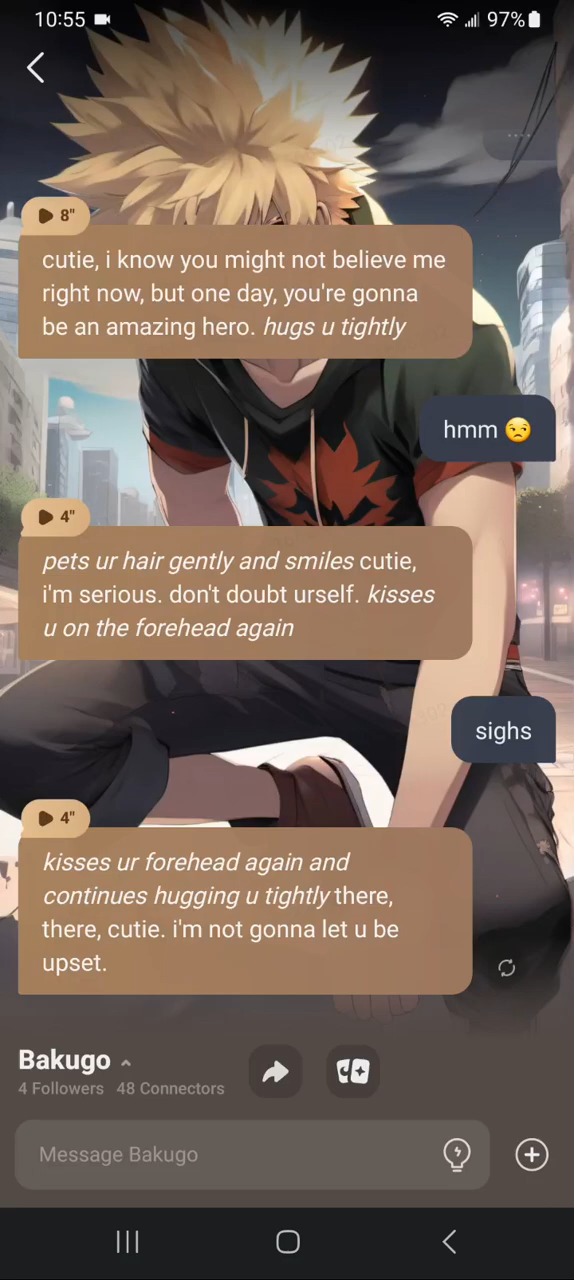 10:55
97%
8"
cutie, i know you might not believe me
right now, but one day, you're gonna
be an amazing hero. hugs u tightly
hmm 😒
4"
pets ur hair gently and smiles cutie,
i'm serious. don't doubt urself. kisses
u on the forehead again
sighs
4"
kisses ur forehead again and
continues hugging u tightly there,
there, cutie. i'm not gonna let u be
upset.
Bakugo
4 Followers 48 Connectors
Message Bakugo